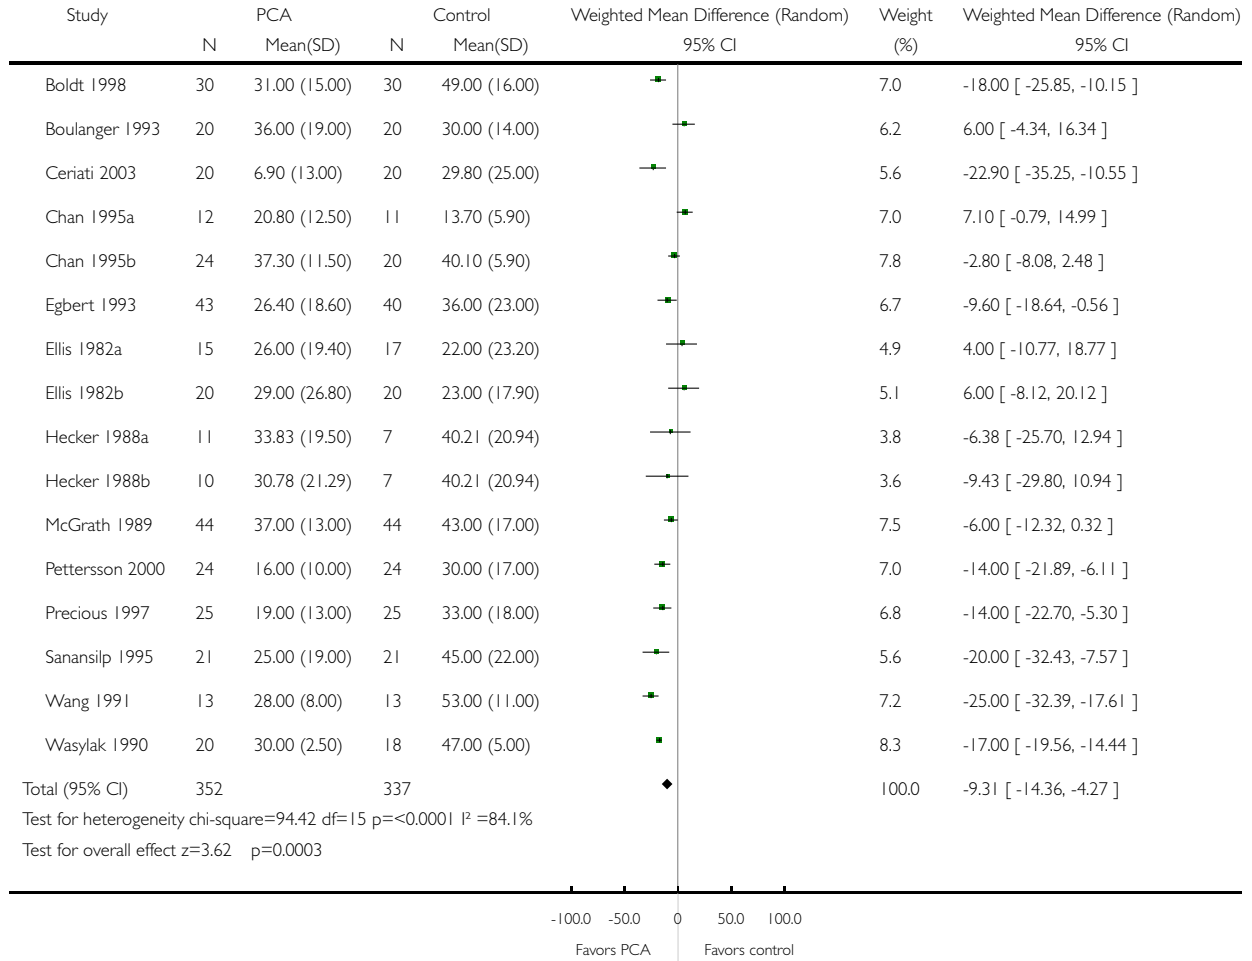 Study PCA Control Weighted Mean Difference (Random) Weight Weighted Mean Difference (Random)
N Mean(SD) N Mean(SD) 95% CI (%) 95% CI
Boldt 1998 30 31.00 (15.00) 30 49.00 (16.00) 7.0 -18.00 [ -25.85, -10.15 ]
Boulanger 1993 20 36.00 (19.00) 20 30.00 (14.00) 6.2 6.00 [ -4.34, 16.34 ]
Ceriati 2003 20 6.90 (13.00) 20 29.80 (25.00) 5.6 -22.90 [ -35.25, -10.55 ]
Chan 1995a 12 20.80 (12.50) 11 13.70 (5.90) 7.0 7.10 [ -0.79, 14.99 ]
Chan 1995b 24 37.30 (11.50) 20 40.10 (5.90) 7.8 -2.80 [ -8.08, 2.48 ]
Egbert 1993 43 26.40 (18.60) 40 36.00 (23.00) 6.7 -9.60 [ -18.64, -0.56 ]
Ellis 1982a 15 26.00 (19.40) 17 22.00 (23.20) 4.9 4.00 [ -10.77, 18.77 ]
Ellis 1982b 20 29.00 (26.80) 20 23.00 (17.90) 5.1 6.00 [ -8.12, 20.12 ]
Hecker 1988a 11 33.83 (19.50) 7 40.21 (20.94) 3.8 -6.38 [ -25.70, 12.94 ]
Hecker 1988b 10 30.78 (21.29) 7 40.21 (20.94) 3.6 -9.43 [ -29.80, 10.94 ]
McGrath 1989 44 37.00 (13.00) 44 43.00 (17.00) 7.5 -6.00 [ -12.32, 0.32 ]
Pettersson 2000 24 16.00 (10.00) 24 30.00 (17.00) 7.0 -14.00 [ -21.89, -6.11 ]
Precious 1997 25 19.00 (13.00) 25 33.00 (18.00) 6.8 -14.00 [ -22.70, -5.30 ]
Sanansilp 1995 21 25.00 (19.00) 21 45.00 (22.00) 5.6 -20.00 [ -32.43, -7.57 ]
Wang 1991 13 28.00 (8.00) 13 53.00 (11.00) 7.2 -25.00 [ -32.39, -17.61 ]
Wasylak 1990 20 30.00 (2.50) 18 47.00 (5.00) 8.3 -17.00 [ -19.56, -14.44 ]
Total (95% CI) 352 337 100.0 -9.31 [ -14.36, -4.27 ]
Test for heterogeneity chi-square=94.42 df=15 p=<0.0001 I² =84.1%
Test for overall effect z=3.62 p=0.0003
-100.0 -50.0 0 50.0 100.0
Favors PCA Favors control